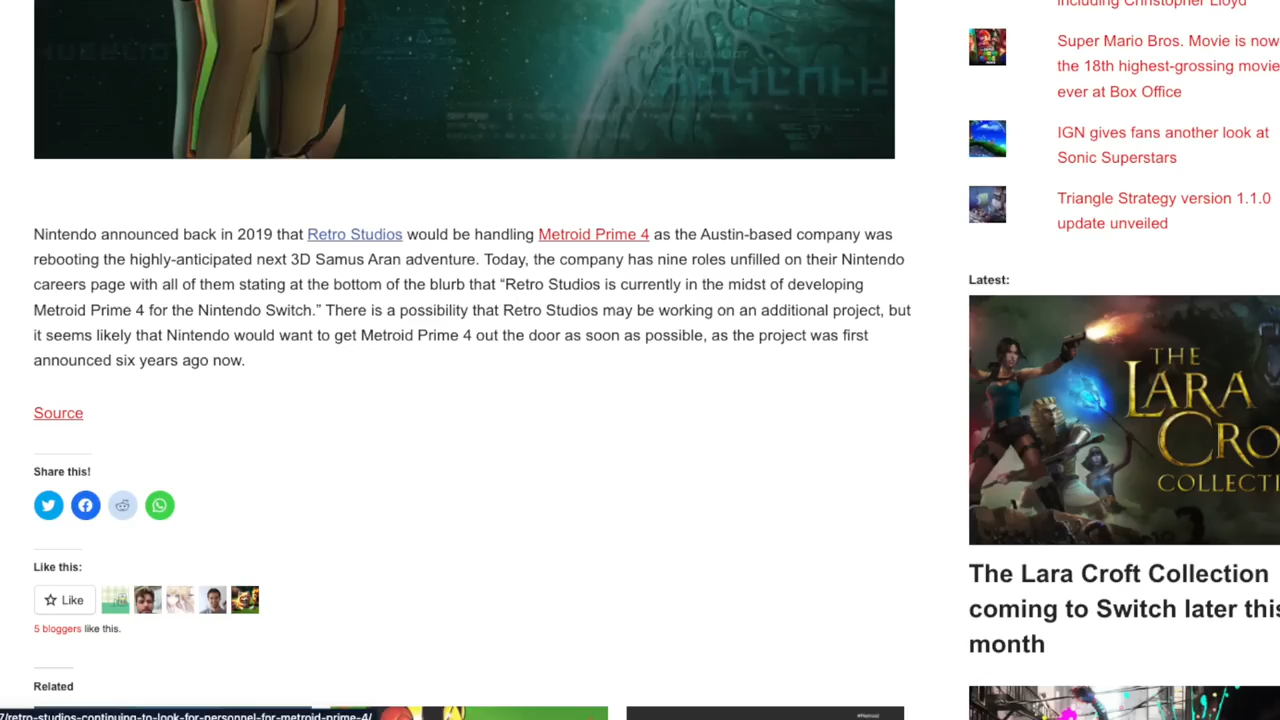 including Christopher Lloyd
Super Mario Bros. Movie is now
the 18th highest-grossing movie
ever at Box Office
IGN gives fans another look at
Sonic Superstars
Triangle Strategy version 1.1.0
update unveiled
Nintendo announced back in 2019 that Retro Studios would be handling Metroid Prime 4 as the Austin-based company was
rebooting the highly-anticipated next 3D Samus Aran adventure. Today, the company has nine roles unfilled on their Nintendo
careers page with all of them stating at the bottom of the blurb that “Retro Studios is currently in the midst of developing
Metroid Prime 4 for the Nintendo Switch.” There is a possibility that Retro Studios may be working on an additional project, but
it seems likely that Nintendo would want to get Metroid Prime 4 out the door as soon as possible, as the project was first
announced six years ago now.
Source
Share this!
Like this:
Like
5 bloggers like this.
Related
Latest:
THE
LARA
CRO
COLLECTI
The Lara Croft Collection
coming to Switch later this
month
#Metroid
7/retro-studios-continuing-to-look-for-personnel-for-metroid-prime-4/